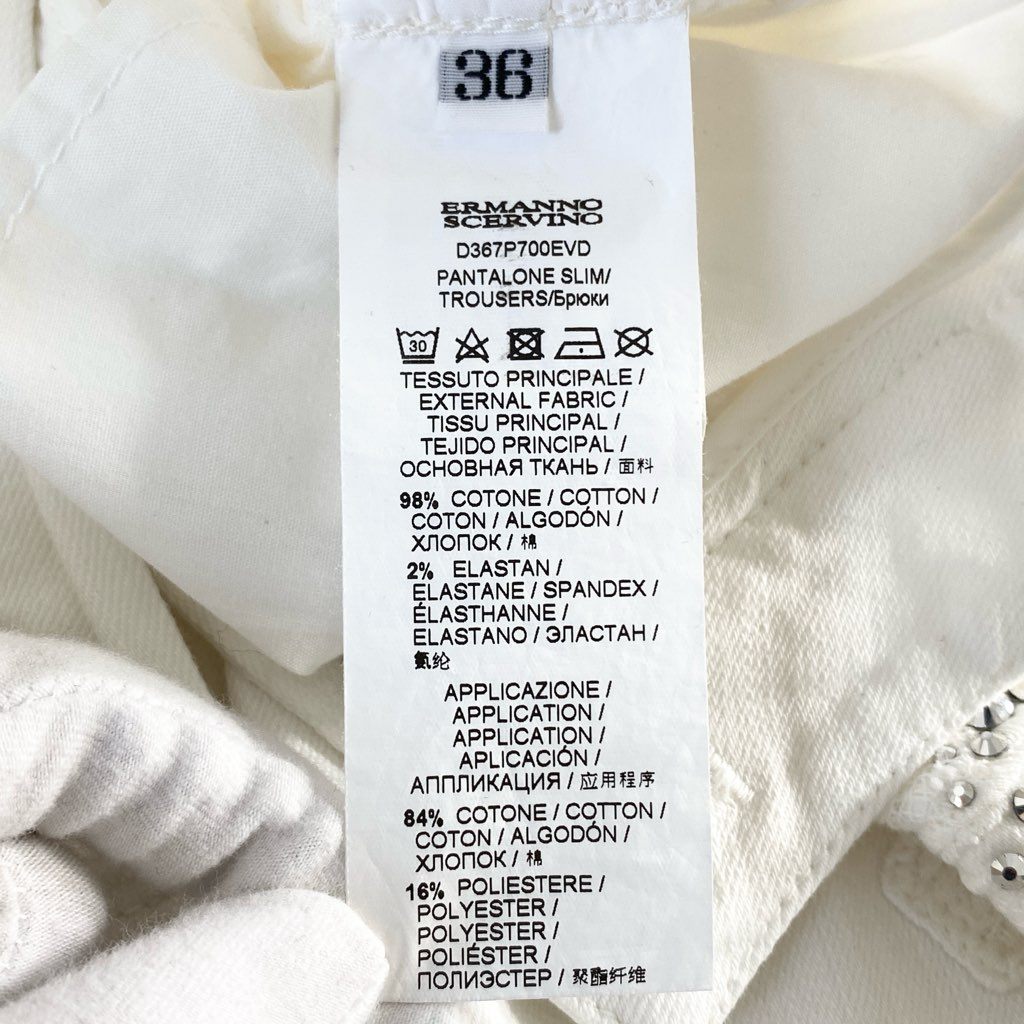 36
ERMANNO
SCERVINO
D367P700EVD
PANTALONE SLIM/
TROUSERS/Брюки
30
TESSUTO PRINCIPALE /
EXTERNAL FABRIC /
TISSU PRINCIPAL /
TEJIDO PRINCIPAL /
ОСНОВНАЯ ТКАНЬ / 面料
98% COTONE / COTTON /
COTON / ALGODÓN /
ХЛОПОК / 棉
2% ELASTAN /
ELASTANE / SPANDEX /
ÉLASTHANNE /
ELASTANO / ЭЛАСТАН /
氨纶
APPLICAZIONE /
APPLICATION /
APPLICATION /
APLICACIÓN /
АППЛИКАЦИЯ / 应用程序
84% COTONE / COTTON /
COTON / ALGODÓN /
ХЛОПОК / 棉
16% POLIESTERE /
POLYESTER /
POLYESTER /
POLIÉSTER /
ПОЛИЭСТЕР / 聚酯纤维